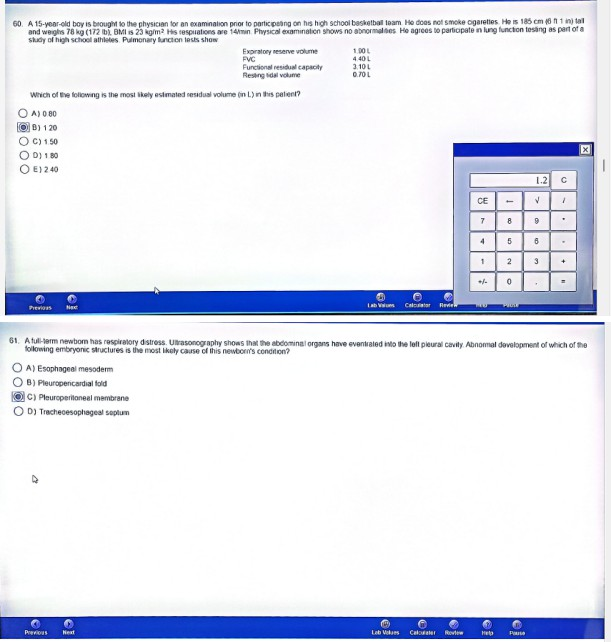 60. A 15-year-old boy is brought to the physician for an examination prior to participating on his high school basketball team. He does not smoke cigarettes. He is 185 cm (6 ft 1 in) tall
and weighs 78 kg (172 lb); BMI is 23 kg/m². His respirations are 14/min. Physical examination shows no abnormalities. He agrees to participate in lung function testing as part of a
study of high school athletes. Pulmonary function tests show:
Expiratory reserve volume 1.90 L
FVC 4.40 L
Functional residual capacity 3.10 L
Resting tidal volume 0.70 L
Which of the following is the most likely estimated residual volume (in L) in this patient?
A) 0.80
B) 1.20
C) 1.50
D) 1.80
E) 2.40
X
1.2 C
CE ← √ /
7 8 9 *
4 5 6 -
1 2 3 +
+/- 0 . =
Previous Next Lab Values Calculator Review Help Pause
61. A full-term newborn has respiratory distress. Ultrasonography shows that the abdominal organs have eventrated into the left pleural cavity. Abnormal development of which of the
following embryonic structures is the most likely cause of this newborn's condition?
A) Esophageal mesoderm
B) Pleuropericardial fold
C) Pleuroperitoneal membrane
D) Tracheoesophageal septum
Previous Next Lab Values Calculator Review Help Pause